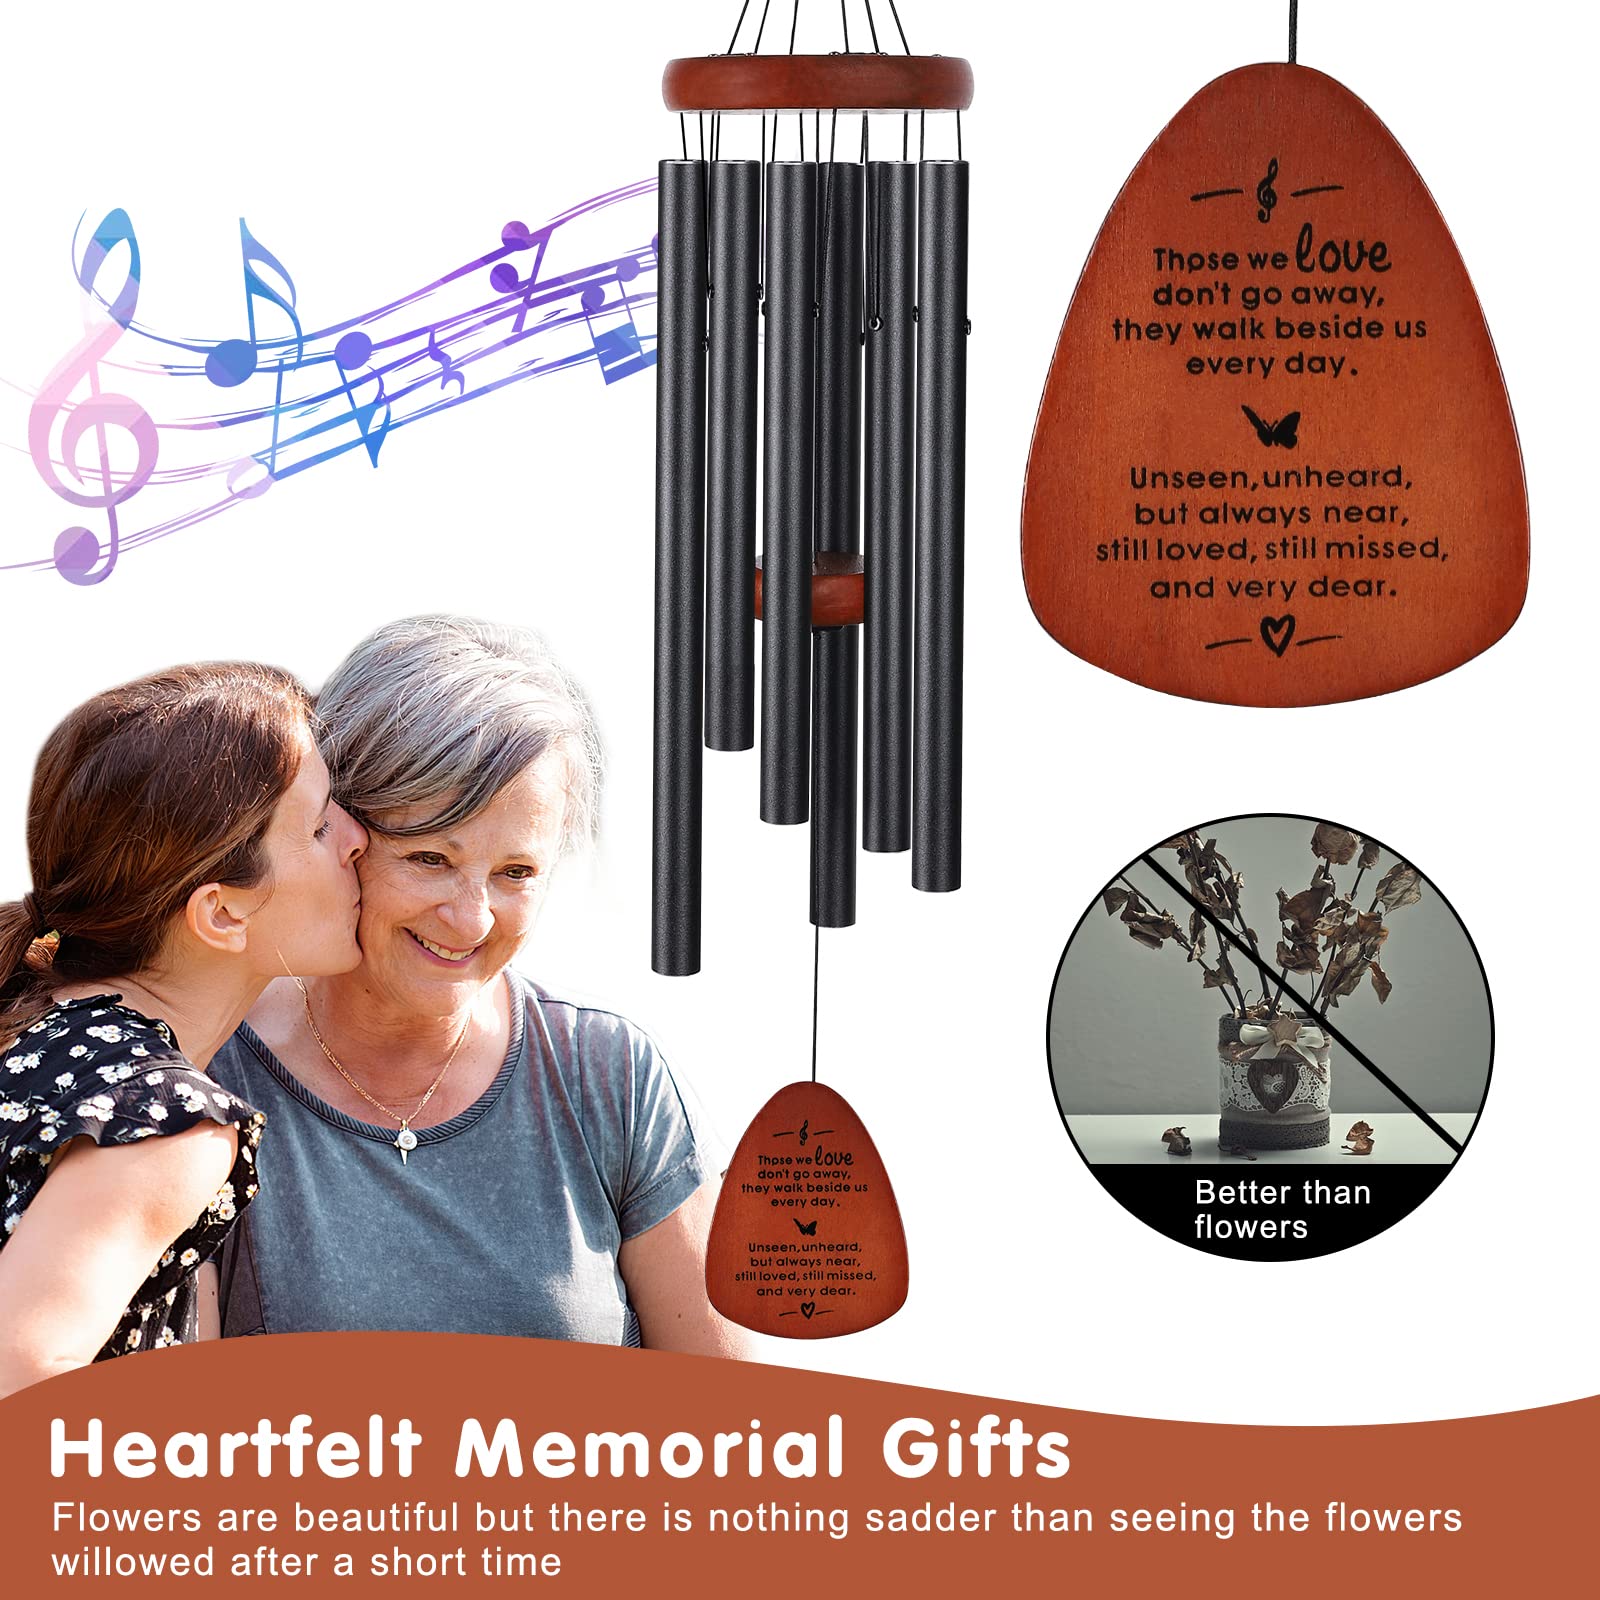 Those we love
don't go away,
they walk beside us
every day.
Unseen, unheard,
but always near,
still loved, still missed,
and very dear.
Those we love
don't go away,
they walk beside us
every day.
Unseen, unheard,
but always near,
still loved, still missed,
and very dear.
Better than
flowers
Heartfelt Memorial Gifts
Flowers are beautiful but there is nothing sadder than seeing the flowers
willowed after a short time